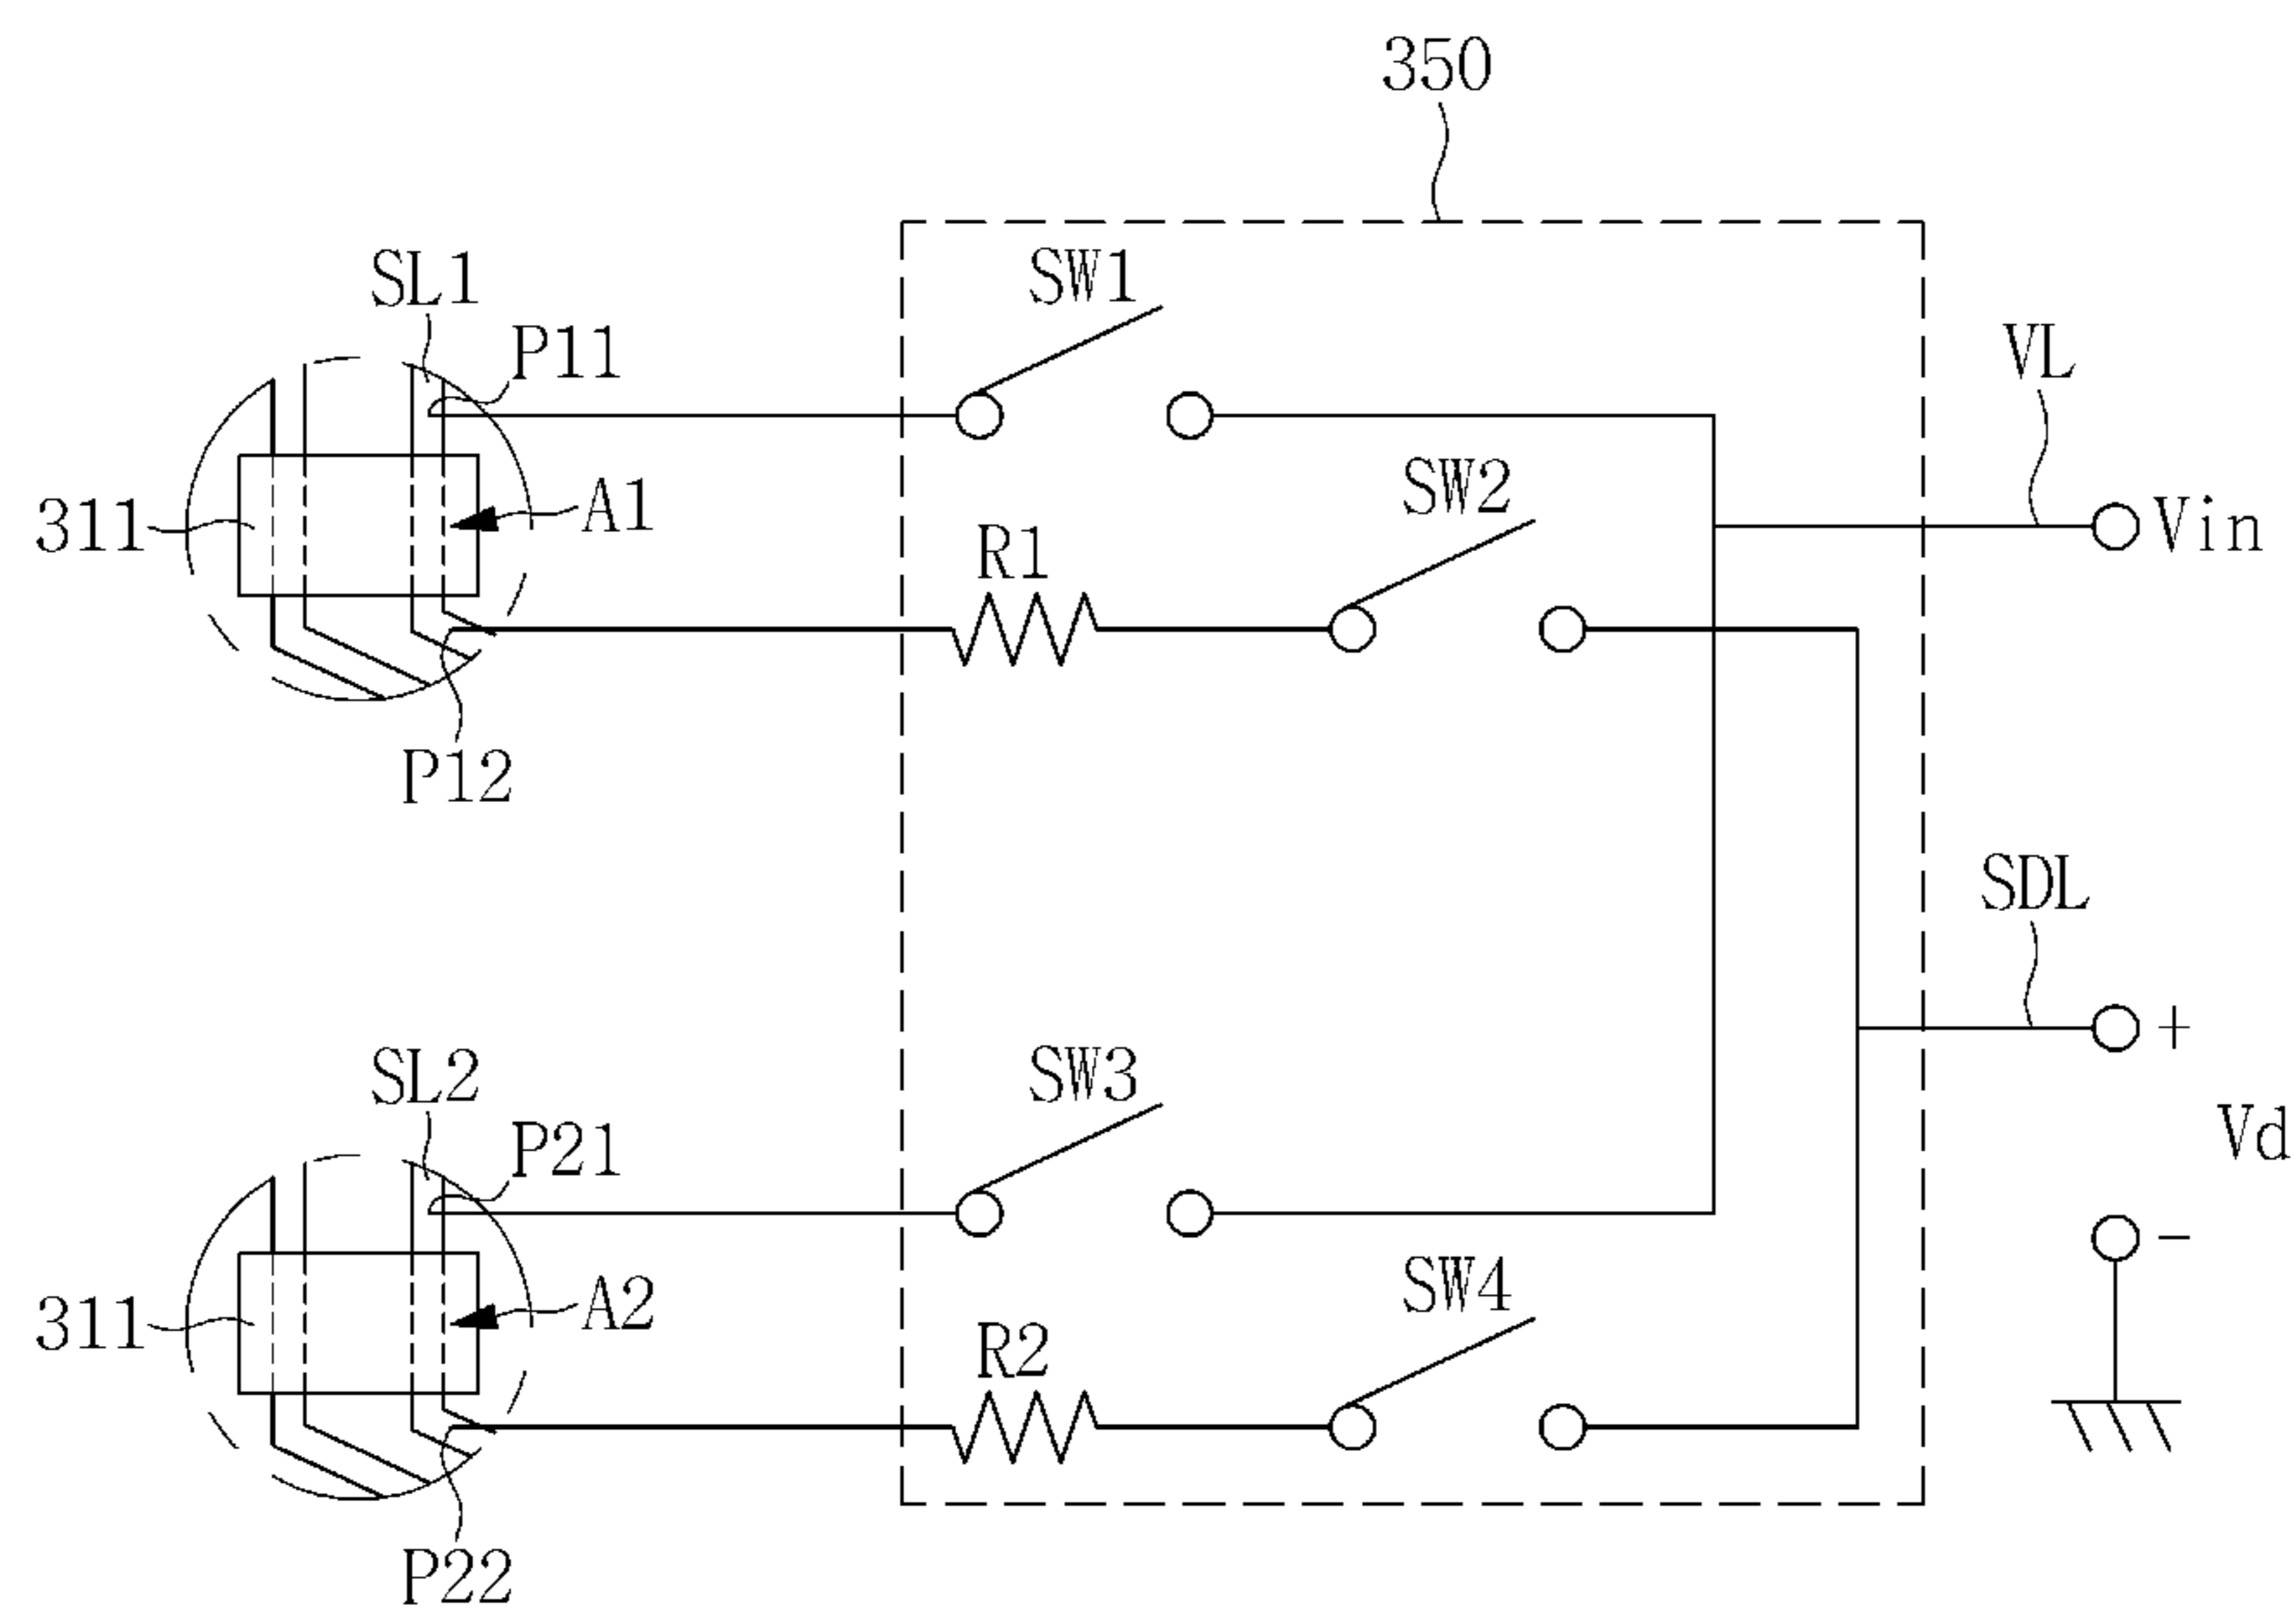 350
SL1
SW1
P11
VL
SW2
311
A1
R1
Vin
P12
SDL
+
SL2
SW3
P21
Vd
-
SW4
311
A2
R2
P22